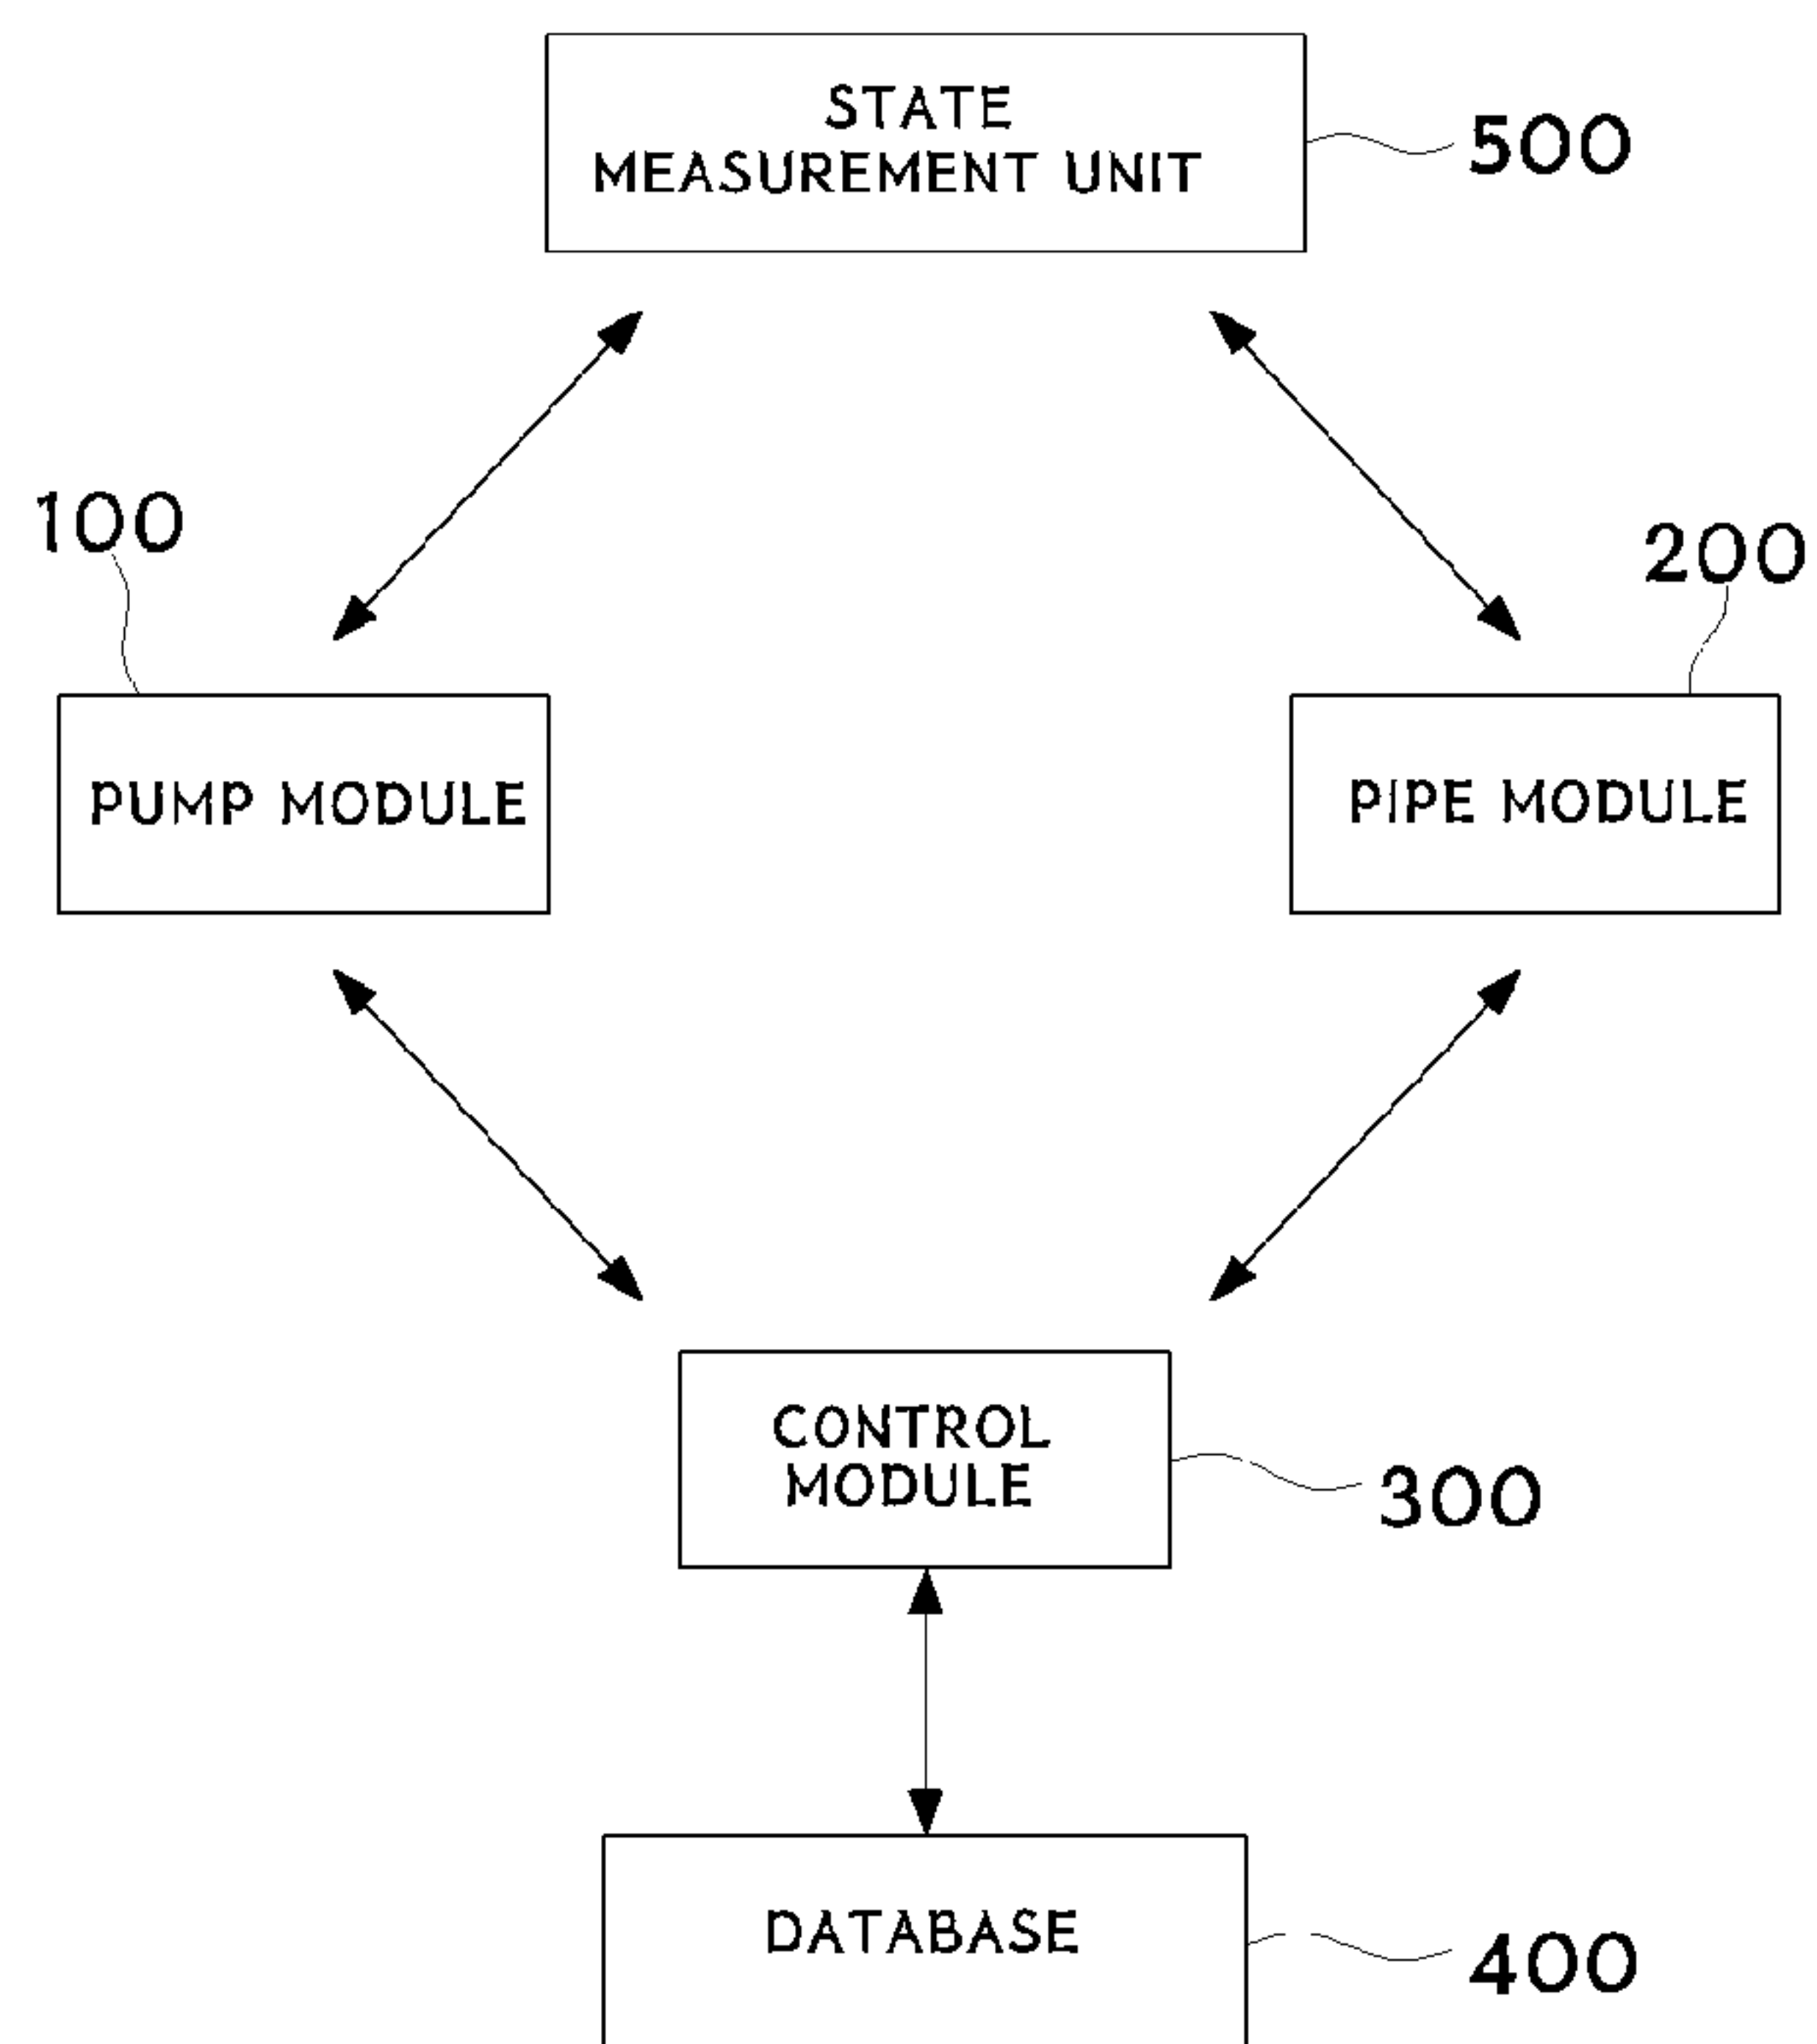 STATE
MEASUREMENT UNIT
500
100
200
PUMP MODULE
PIPE MODULE
CONTROL
MODULE
300
DATABASE
400